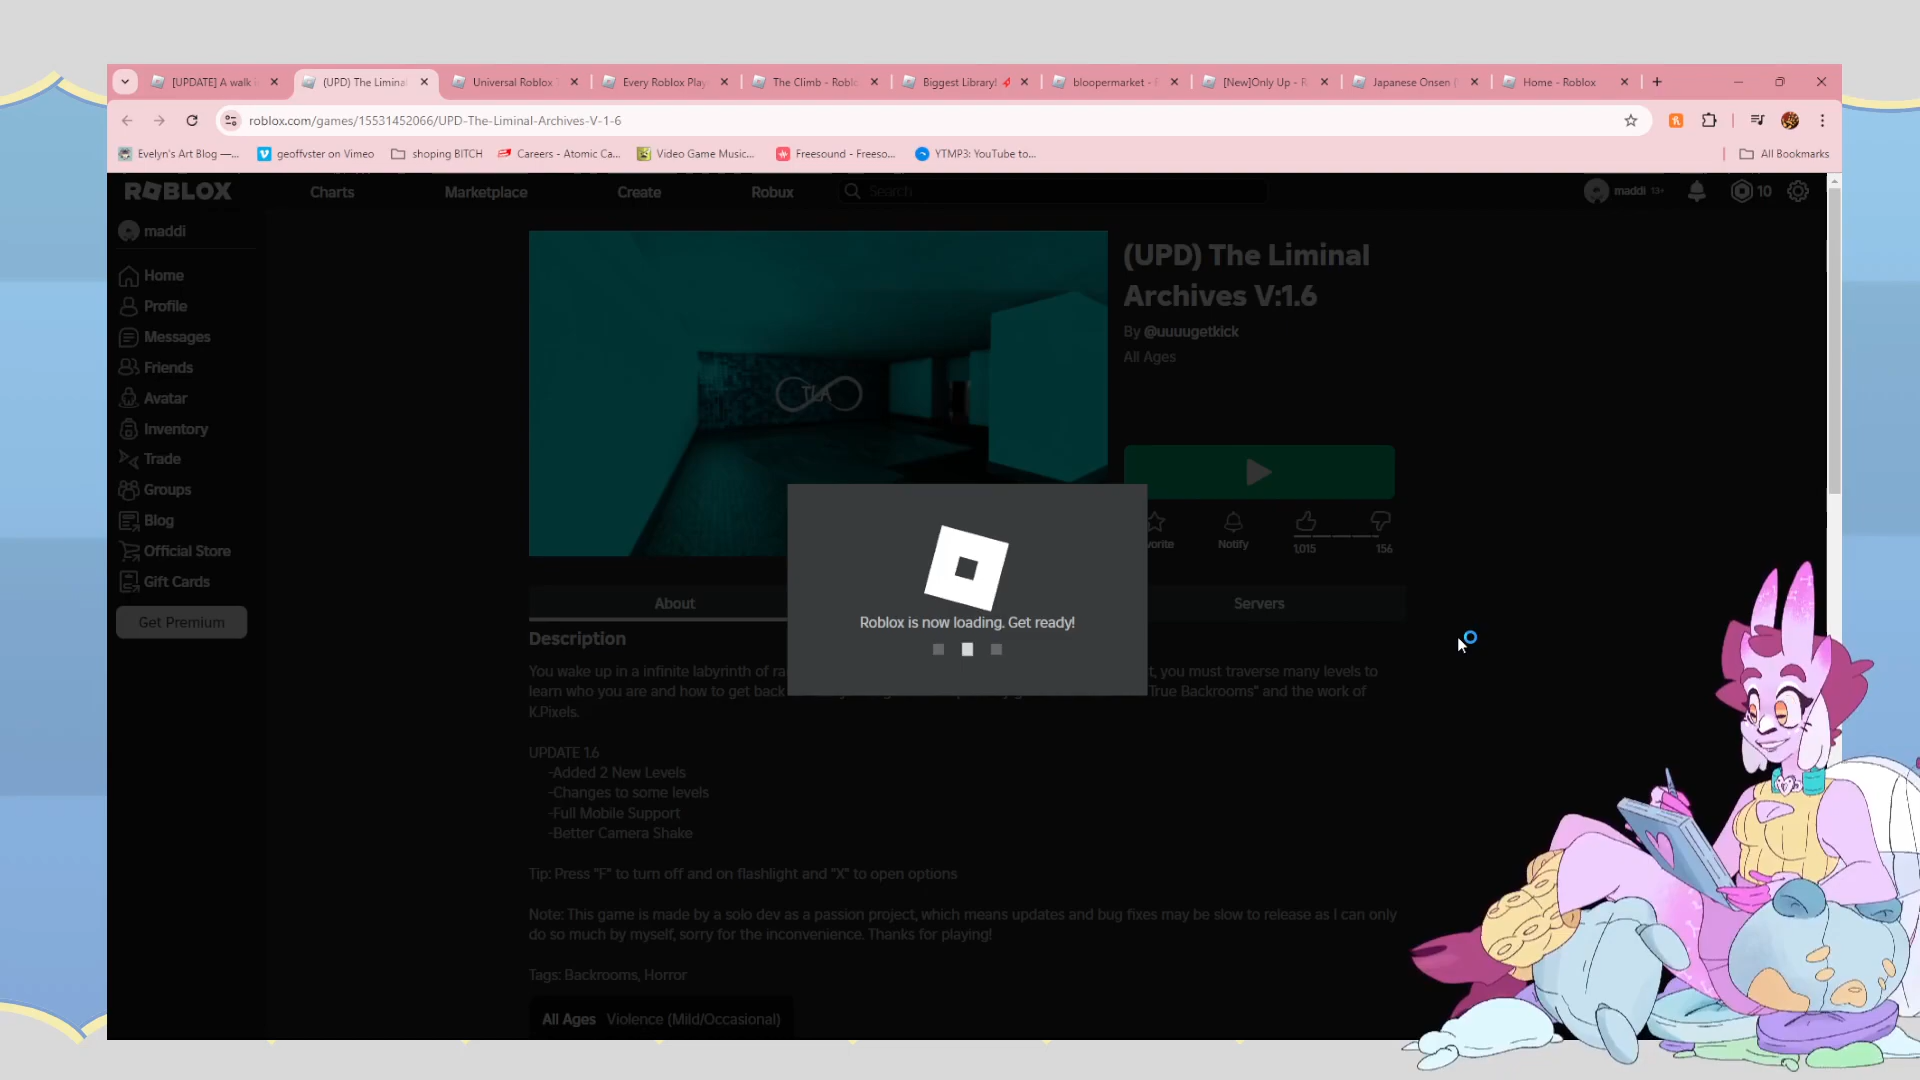 [UPDATE] A walk i
(UPD) The Liminal
Universal Roblox
Every Roblox Play
The Climb - Roblo
Biggest Library!
bloopermarket -
[New]Only Up - R
Japanese Onsen
Home - Roblox
roblox.com/games/15531452066/UPD-The-Liminal-Archives-V-1-6
Evelyn's Art Blog —...
geoffvster on Vimeo
shoping BITCH
Careers - Atomic Ca...
Video Game Music...
Freesound - Freeso...
YTMP3: YouTube to...
All Bookmarks
ROBLOX
Charts
Marketplace
Create
Robux
Search
maddi 13+
10
maddi
Home
Profile
Messages
Friends
Avatar
Inventory
Trade
Groups
Blog
Official Store
Gift Cards
Get Premium
TLA
(UPD) The Liminal
Archives V:1.6
By @uuuugetkick
All Ages
vorite
Notify
1,015
156
Roblox is now loading. Get ready!
About
Servers
Description
You wake up in a infinite labyrinth of ra t, you must traverse many levels to
learn who you are and how to get back True Backrooms" and the work of
K.Pixels.
UPDATE 1.6
-Added 2 New Levels
-Changes to some levels
-Full Mobile Support
-Better Camera Shake
Tip: Press "F" to turn off and on flashlight and "X" to open options
Note: This game is made by a solo dev as a passion project, which means updates and bug fixes may be slow to release as I can only
do so much by myself, sorry for the inconvenience. Thanks for playing!
Tags: Backrooms, Horror
All Ages Violence (Mild/Occasional)